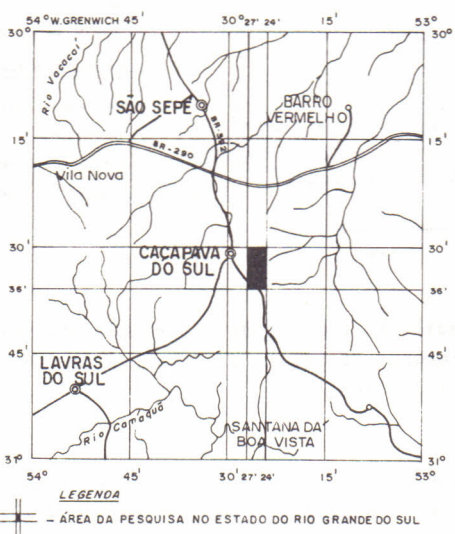 54° W.GRENWICH 45' 30' 27' 24' 15' 53°
30° 30°
Rio Vacacaí
SÃO SEPÉ
BARRO
VERMELHO
BR-392
15' 15'
BR-290
Vila Nova
30' 30'
CAÇAPAVA
DO SUL
36' 36'
45' 45'
LAVRAS
DO SUL
Rio Camaquã
SANTANA DA
BOA VISTA
31° 31°
54° 45' 30' 27' 24' 15' 53°
LEGENDA
- ÁREA DA PESQUISA NO ESTADO DO RIO GRANDE DO SUL